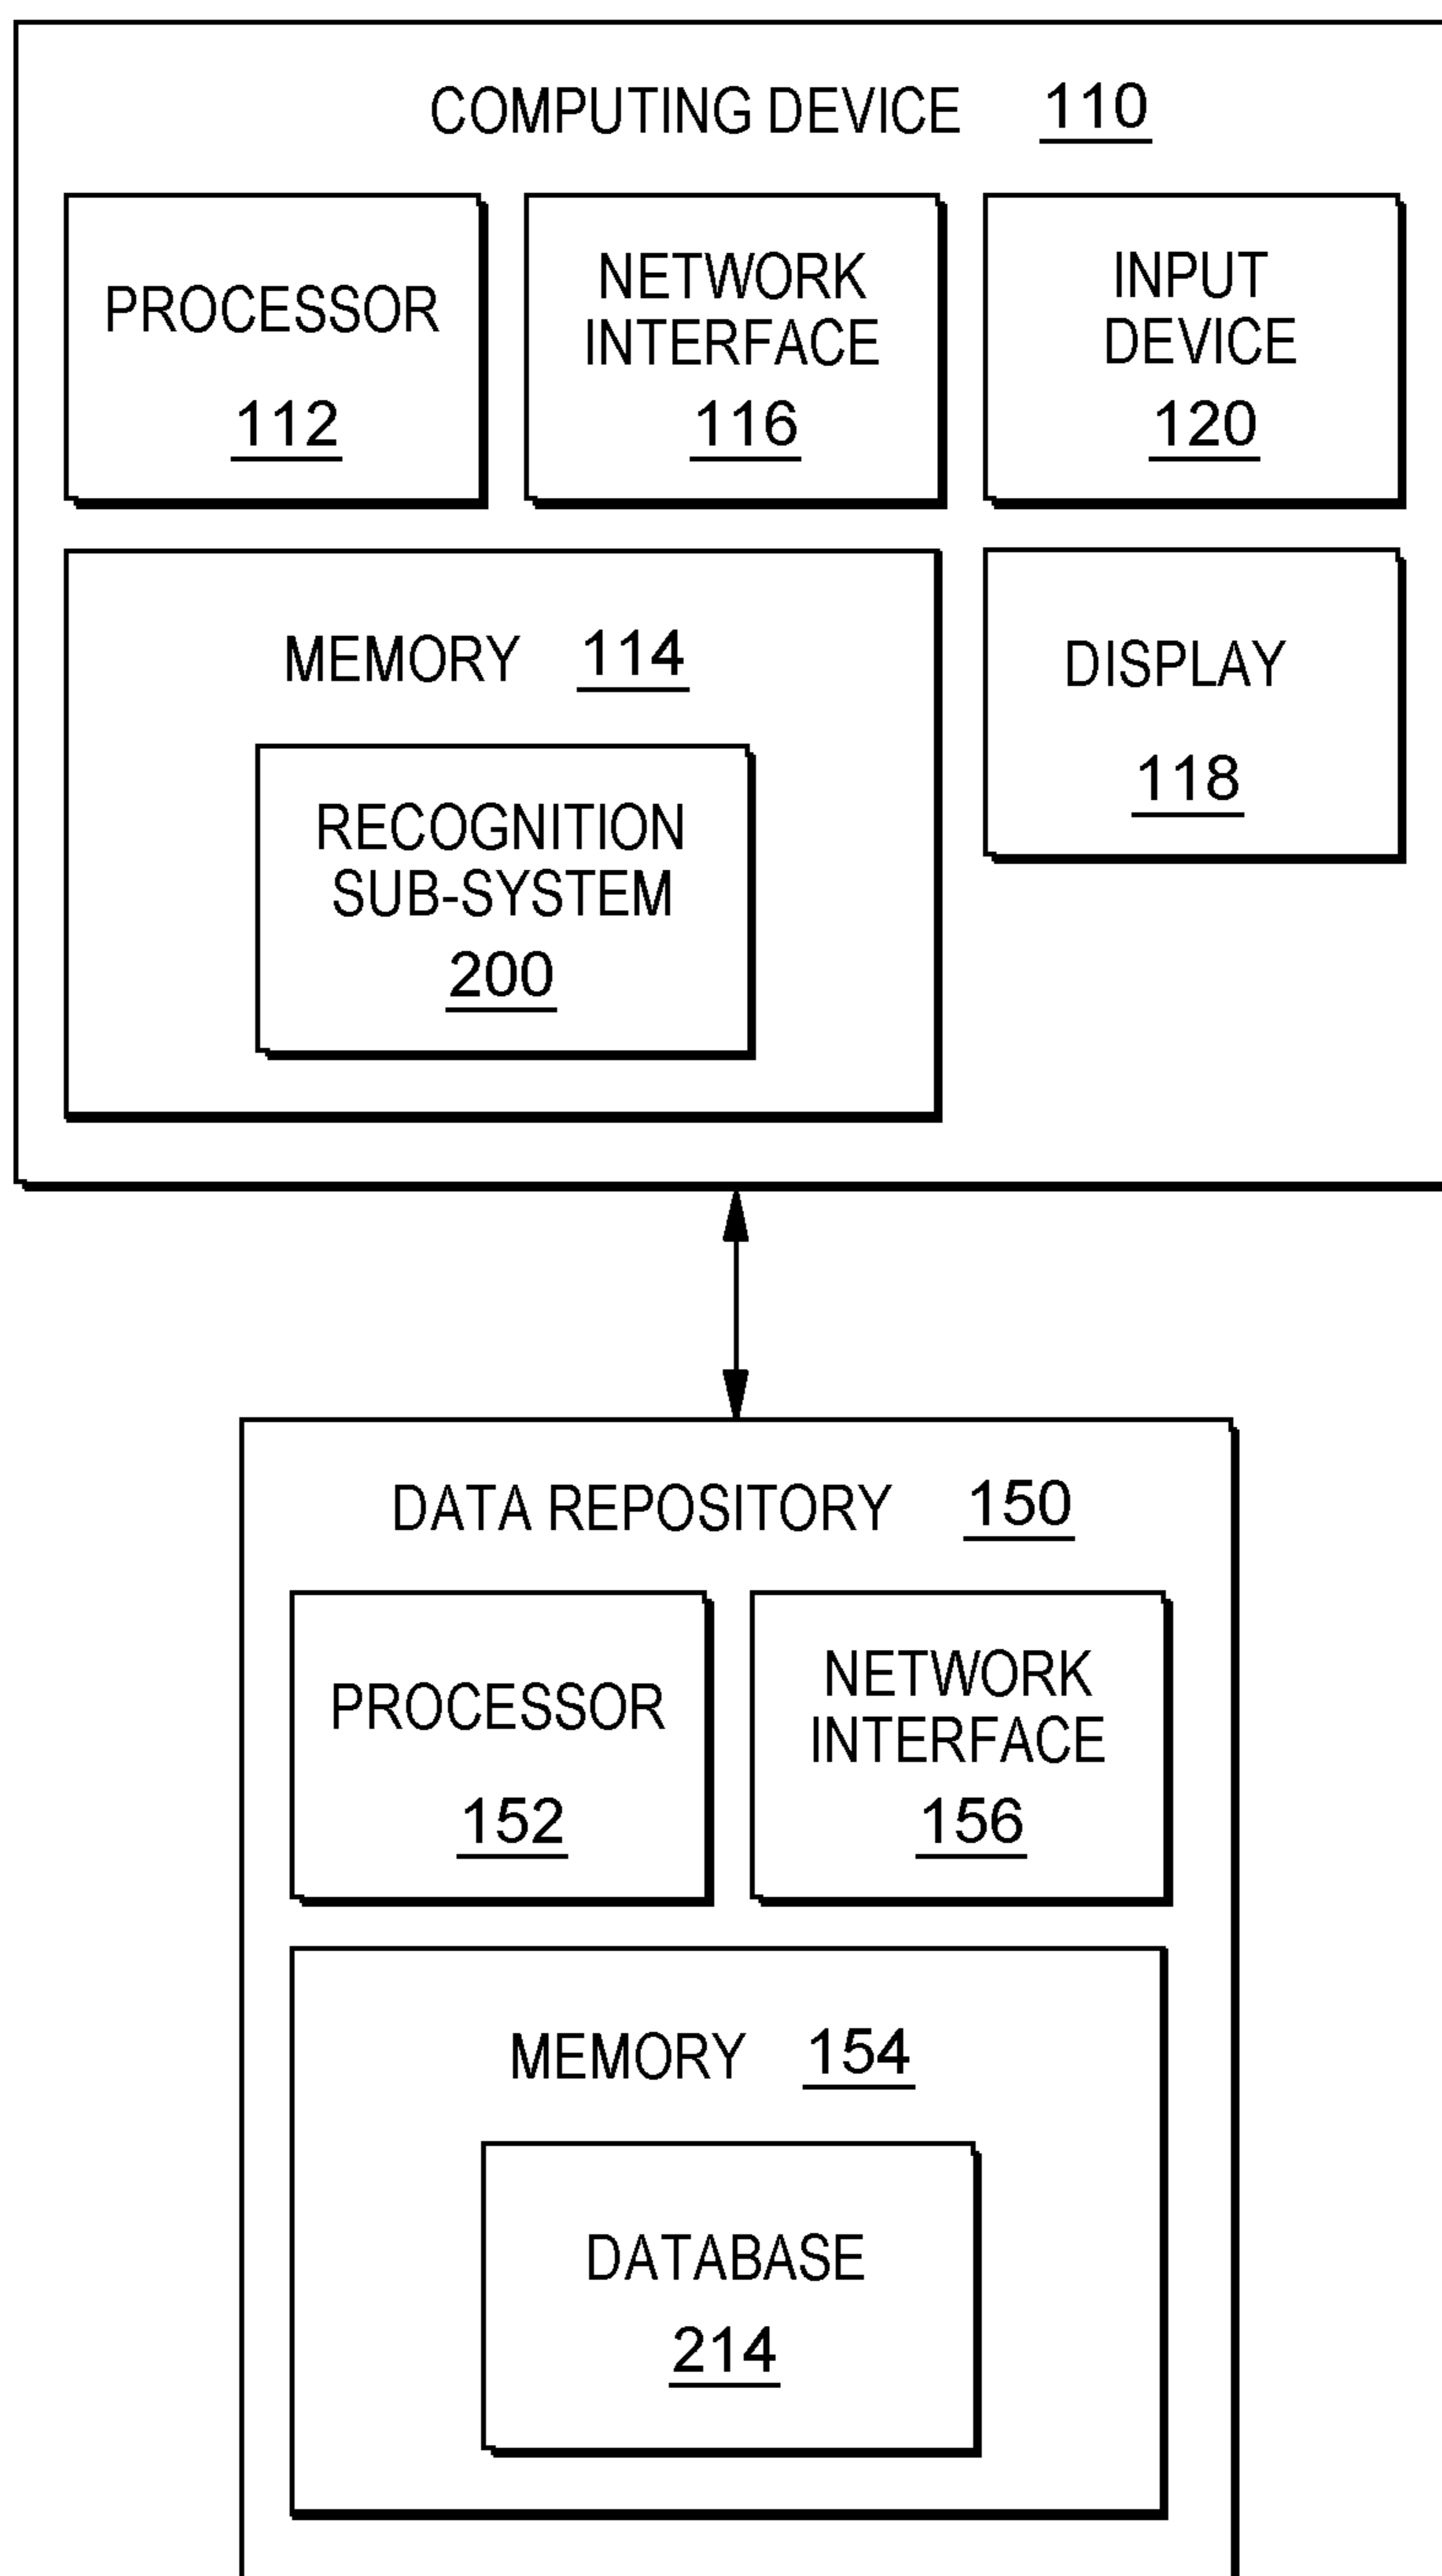 COMPUTING DEVICE 110
PROCESSOR
112
NETWORK
INTERFACE
116
INPUT
DEVICE
120
MEMORY 114
RECOGNITION
SUB-SYSTEM
200
DISPLAY
118
DATA REPOSITORY 150
PROCESSOR
152
NETWORK
INTERFACE
156
MEMORY 154
DATABASE
214